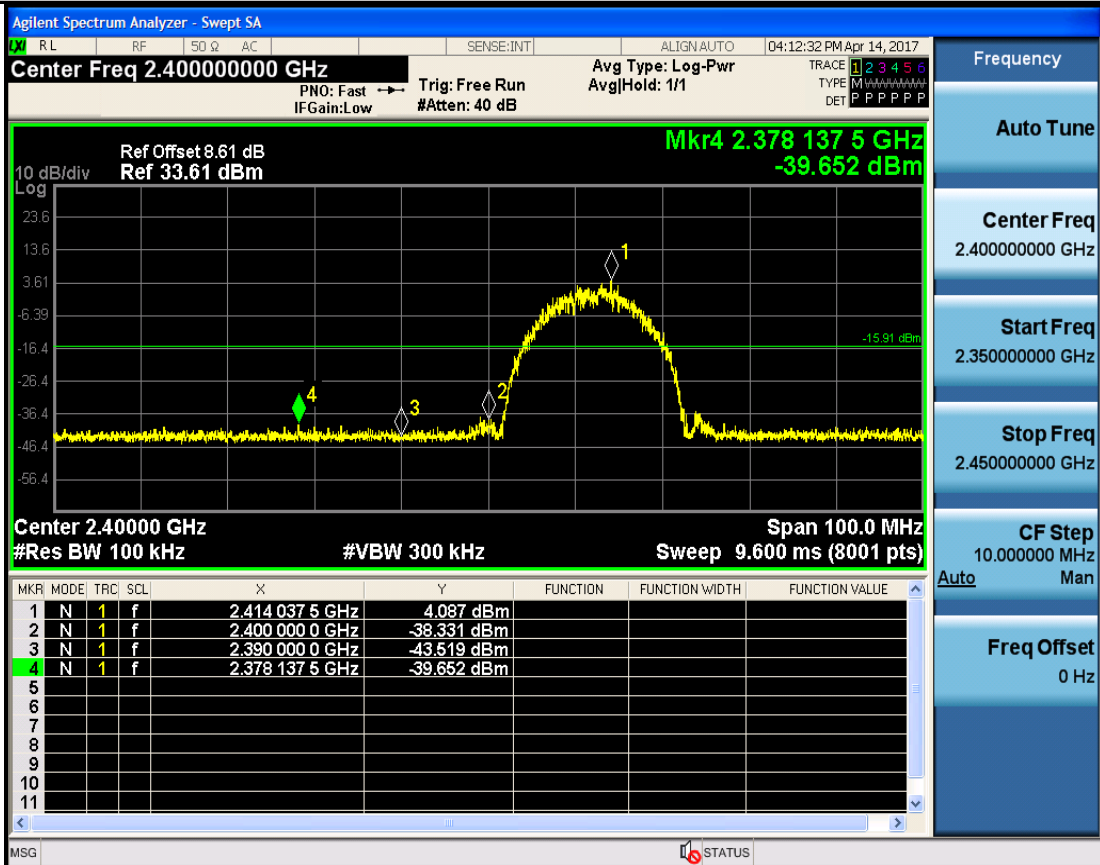 Agilent Spectrum Analyzer - Swept SA
LXI RL RF 50 Ω AC SENSE:INT ALIGN AUTO 04:12:32 PM Apr 14, 2017
Center Freq 2.400000000 GHz
PNO: Fast
IFGain:Low
Trig: Free Run
#Atten: 40 dB
Avg Type: Log-Pwr
Avg|Hold: 1/1
TRACE 1 2 3 4 5 6
TYPE M WWWWW
DET P P P P P P
Mkr4 2.378 137 5 GHz
-39.652 dBm
Ref Offset 8.61 dB
10 dB/div Ref 33.61 dBm
Log
23.6
13.6
3.61
-6.39
-16.4
-26.4
-36.4
-46.4
-56.4
1
-15.91 dBm
4
3
2
Center 2.40000 GHz Span 100.0 MHz
#Res BW 100 kHz #VBW 300 kHz Sweep 9.600 ms (8001 pts)
MKR MODE TRC SCL X Y FUNCTION FUNCTION WIDTH FUNCTION VALUE
1 N 1 f 2.414 037 5 GHz 4.087 dBm
2 N 1 f 2.400 000 0 GHz -38.331 dBm
3 N 1 f 2.390 000 0 GHz -43.519 dBm
4 N 1 f 2.378 137 5 GHz -39.652 dBm
5
6
7
8
9
10
11
MSG STATUS
Frequency
Auto Tune
Center Freq
2.400000000 GHz
Start Freq
2.350000000 GHz
Stop Freq
2.450000000 GHz
CF Step
10.000000 MHz
Auto Man
Freq Offset
0 Hz